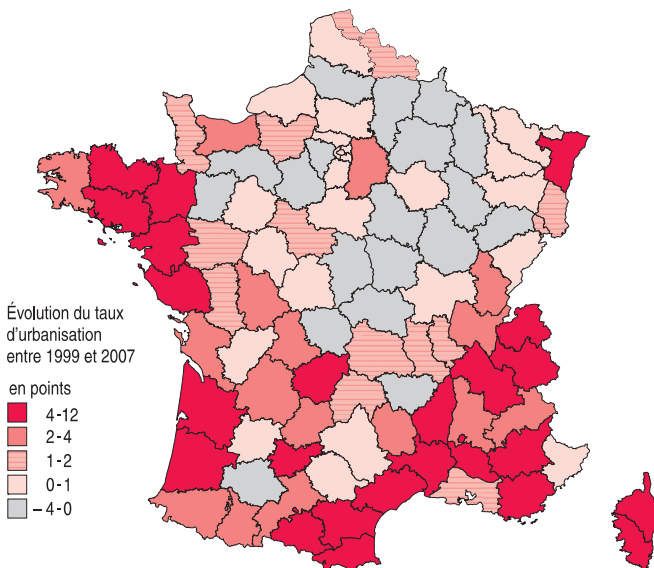 Évolution du taux
d'urbanisation
entre 1999 et 2007
en points
4-12
2-4
1-2
0-1
–4-0